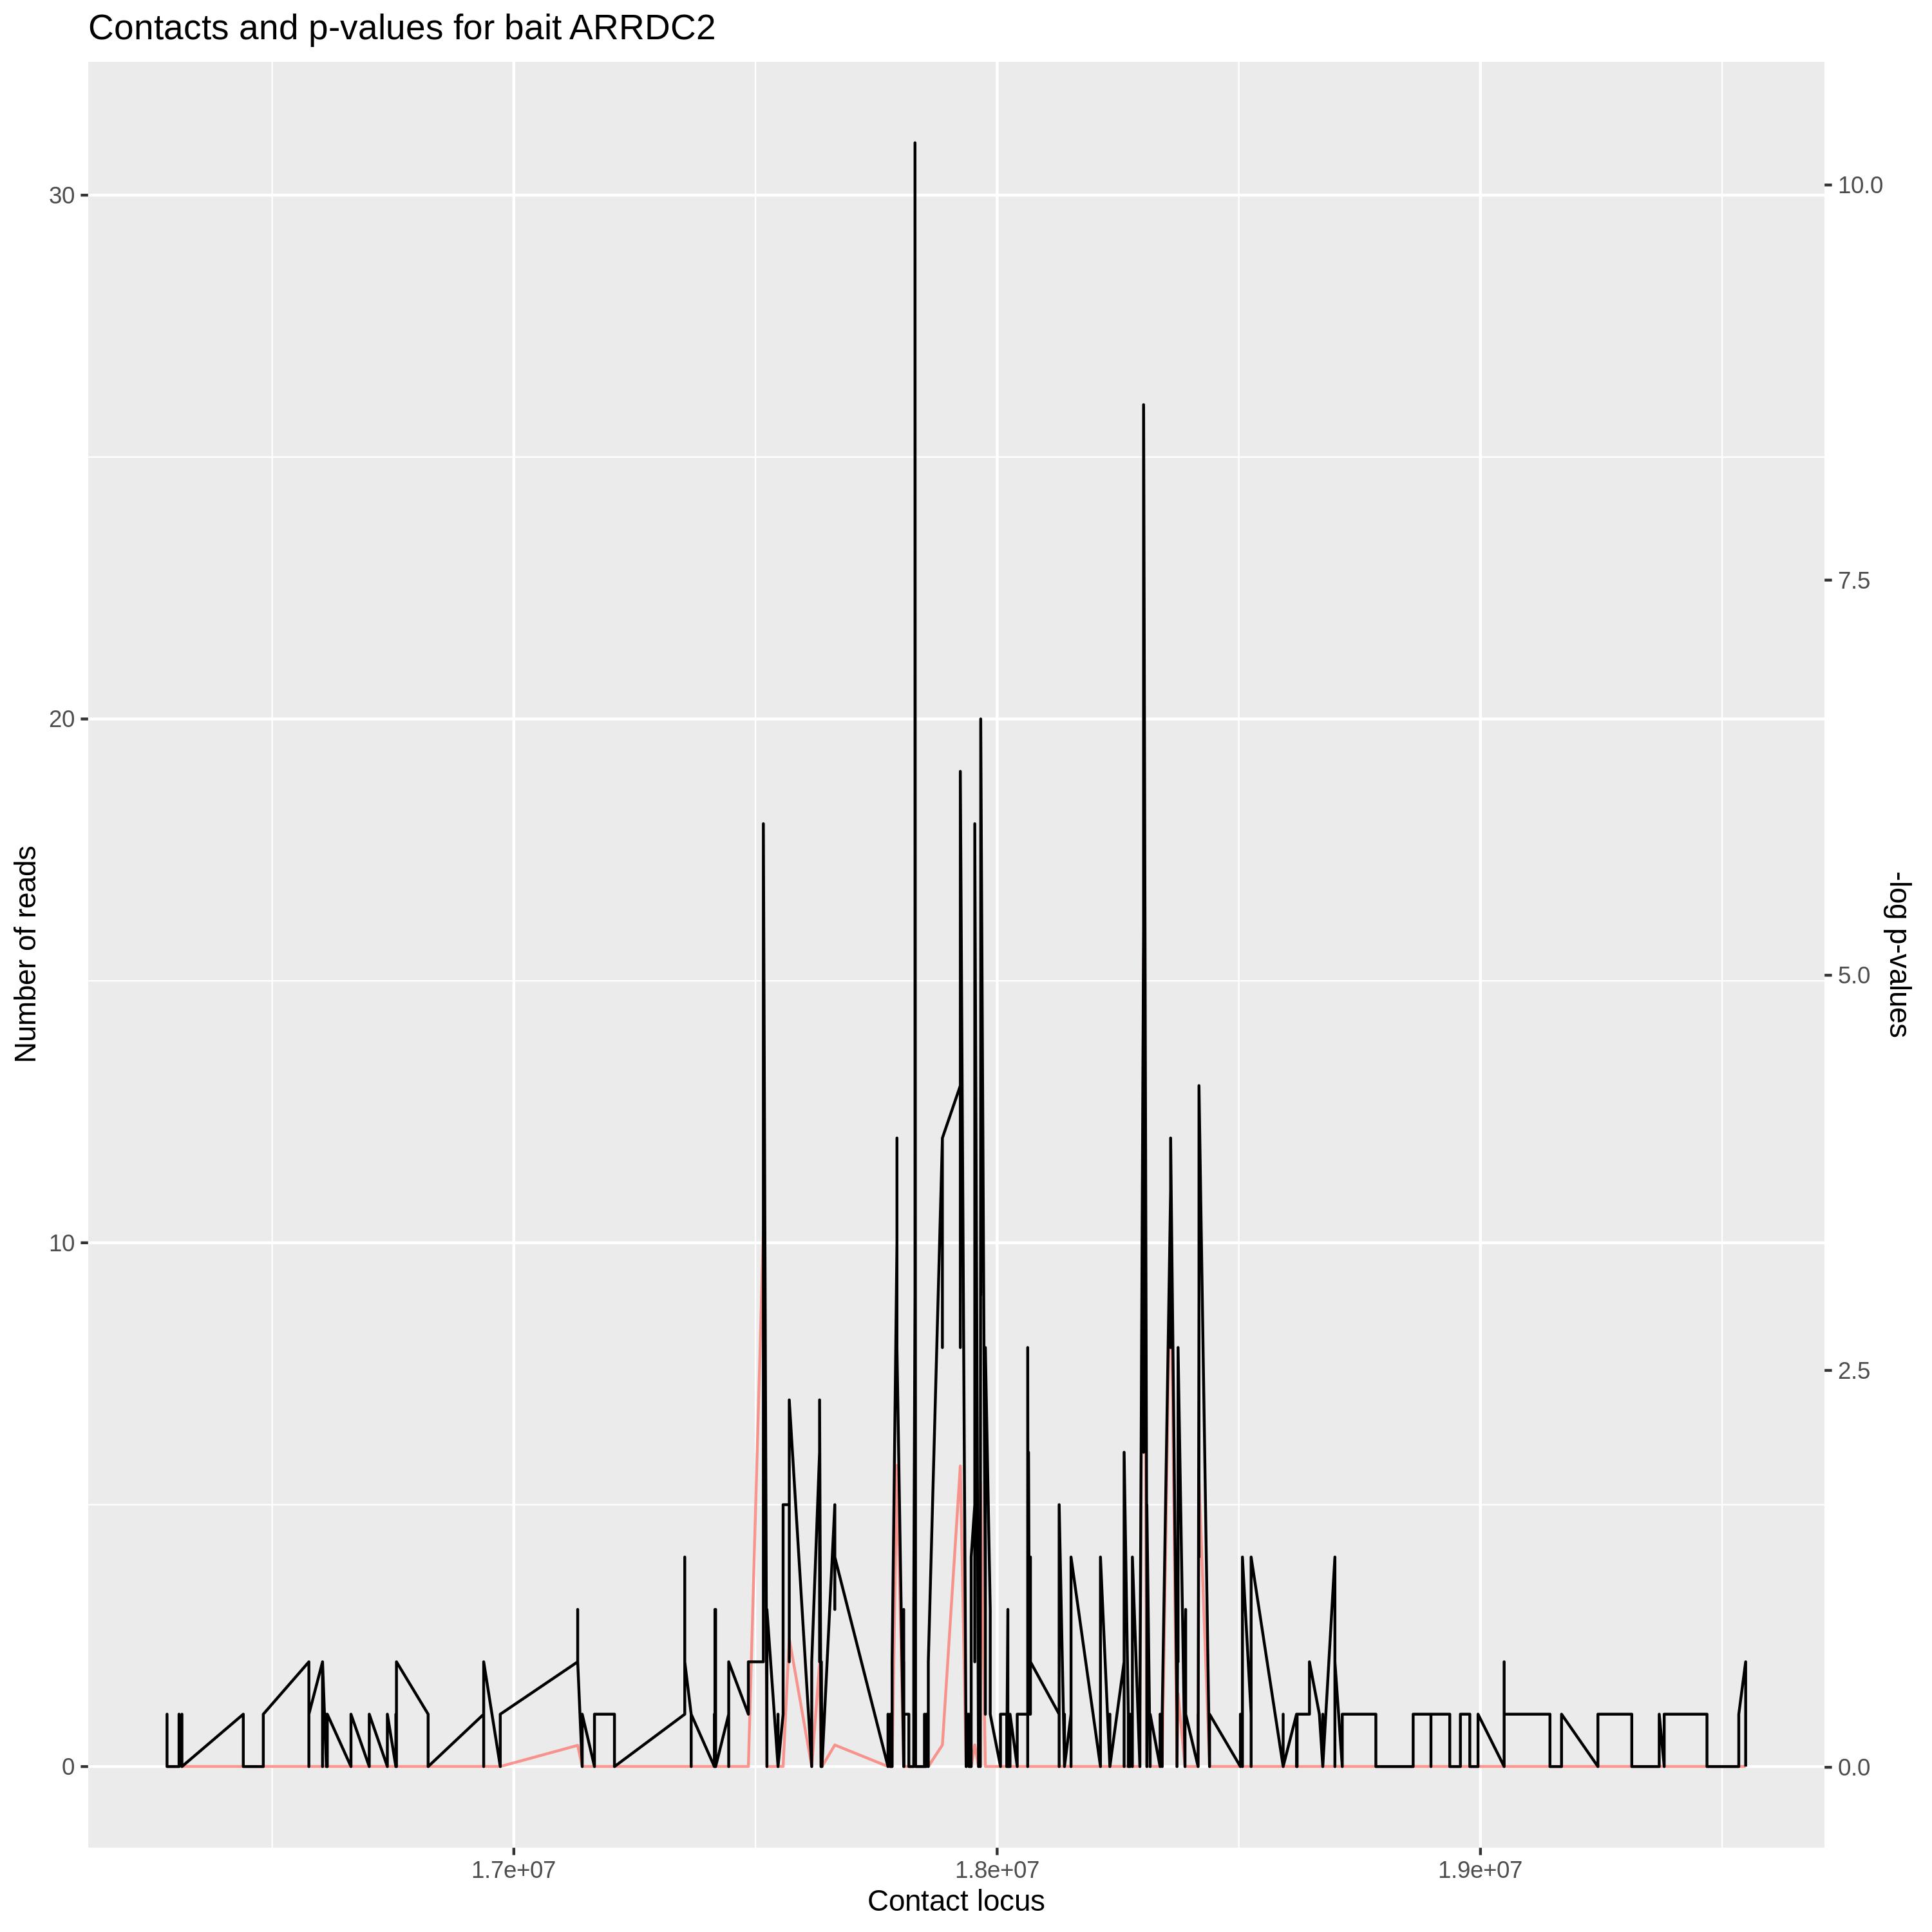 Contacts and p-values for bait ARRDC2
30
20
10
0
Number of reads
10.0
7.5
5.0
2.5
0.0
-log p-values
1.7e+07
1.8e+07
1.9e+07
Contact locus